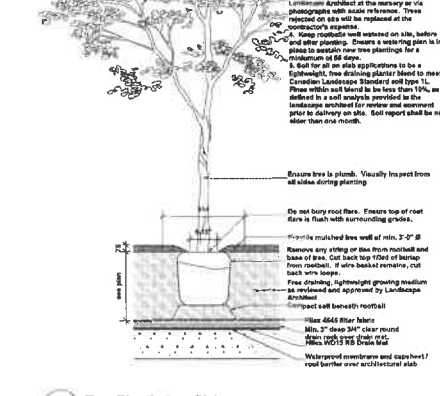 Landscape Architect at the nursery or via
photographs with scale reference. Trees
rejected on site will be replaced at the
contractor's expense.
4. Keep rootballs well watered on site, before
and after planting. Ensure a watering plan is in
place to sustain new tree plantings for a
minimum of 55 days.
5. Soil for all on slab applications to be a
lightweight, free draining planter blend to meet
Canadian Landscape Standard soil type 1L.
Fines within soil blend to be less than 10%, as
defined in a soil analysis provided to the
landscape architect for review and comment
prior to delivery on site. Soil report shall be no
older than one month.
Ensure tree is plumb. Visually inspect from
all sides during planting
Do not bury root flare. Ensure top of root
flare is flush with surrounding grades.
Provide mulched tree well of min. 3'-0" Ø
Remove any string or ties from rootball and
base of tree. Cut back top 1/3rd of burlap
from rootball. If wire basket remains, cut
back wire loops.
Free draining, lightweight growing medium
as reviewed and approved by Landscape
Architect
Compact soil beneath rootball
75
see plan
Nilex 4545 filter fabric
Min. 3" deep 3/4" clear round
drain rock over drain mat.
Nilex WD15 RB Drain Mat
Waterproof membrane and capsheet /
root barrier over architectural slab